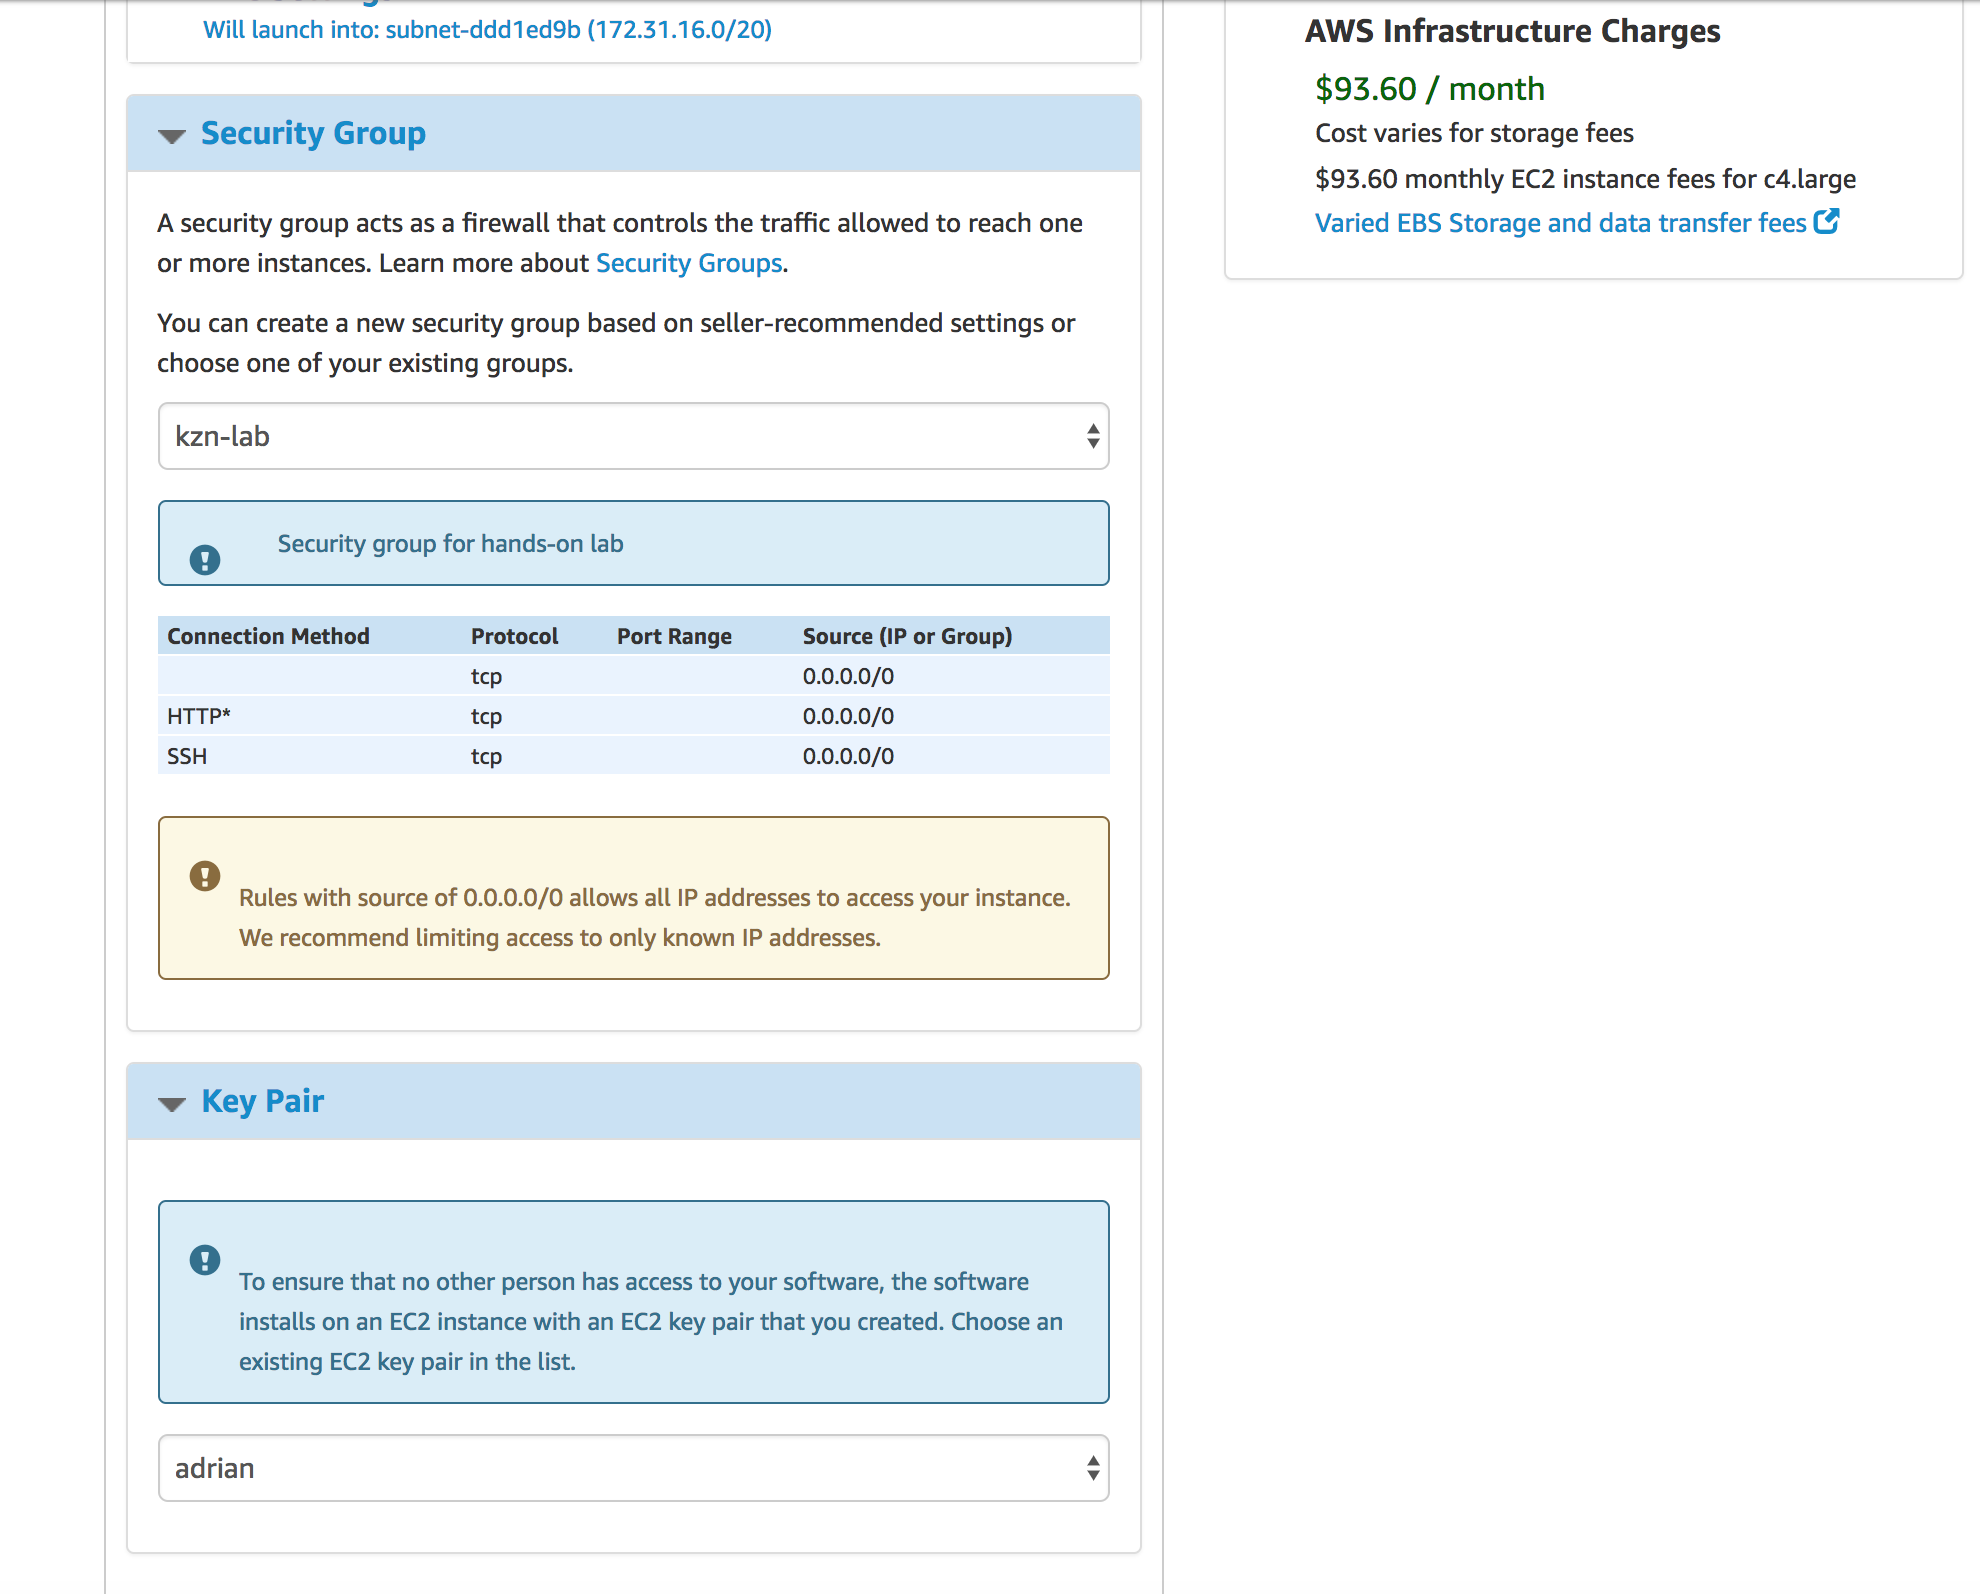 Will launch into: subnet-ddd1ed9b (172.31.16.0/20)
Security Group
A security group acts as a firewall that controls the traffic allowed to reach one
or more instances. Learn more about Security Groups.
You can create a new security group based on seller-recommended settings or
choose one of your existing groups.
kzn-lab
Security group for hands-on lab
Connection Method Protocol Port Range Source (IP or Group)
tcp 0.0.0.0/0
HTTP* tcp 0.0.0.0/0
SSH tcp 0.0.0.0/0
Rules with source of 0.0.0.0/0 allows all IP addresses to access your instance.
We recommend limiting access to only known IP addresses.
Key Pair
To ensure that no other person has access to your software, the software
installs on an EC2 instance with an EC2 key pair that you created. Choose an
existing EC2 key pair in the list.
adrian
AWS Infrastructure Charges
$93.60 / month
Cost varies for storage fees
$93.60 monthly EC2 instance fees for c4.large
Varied EBS Storage and data transfer fees